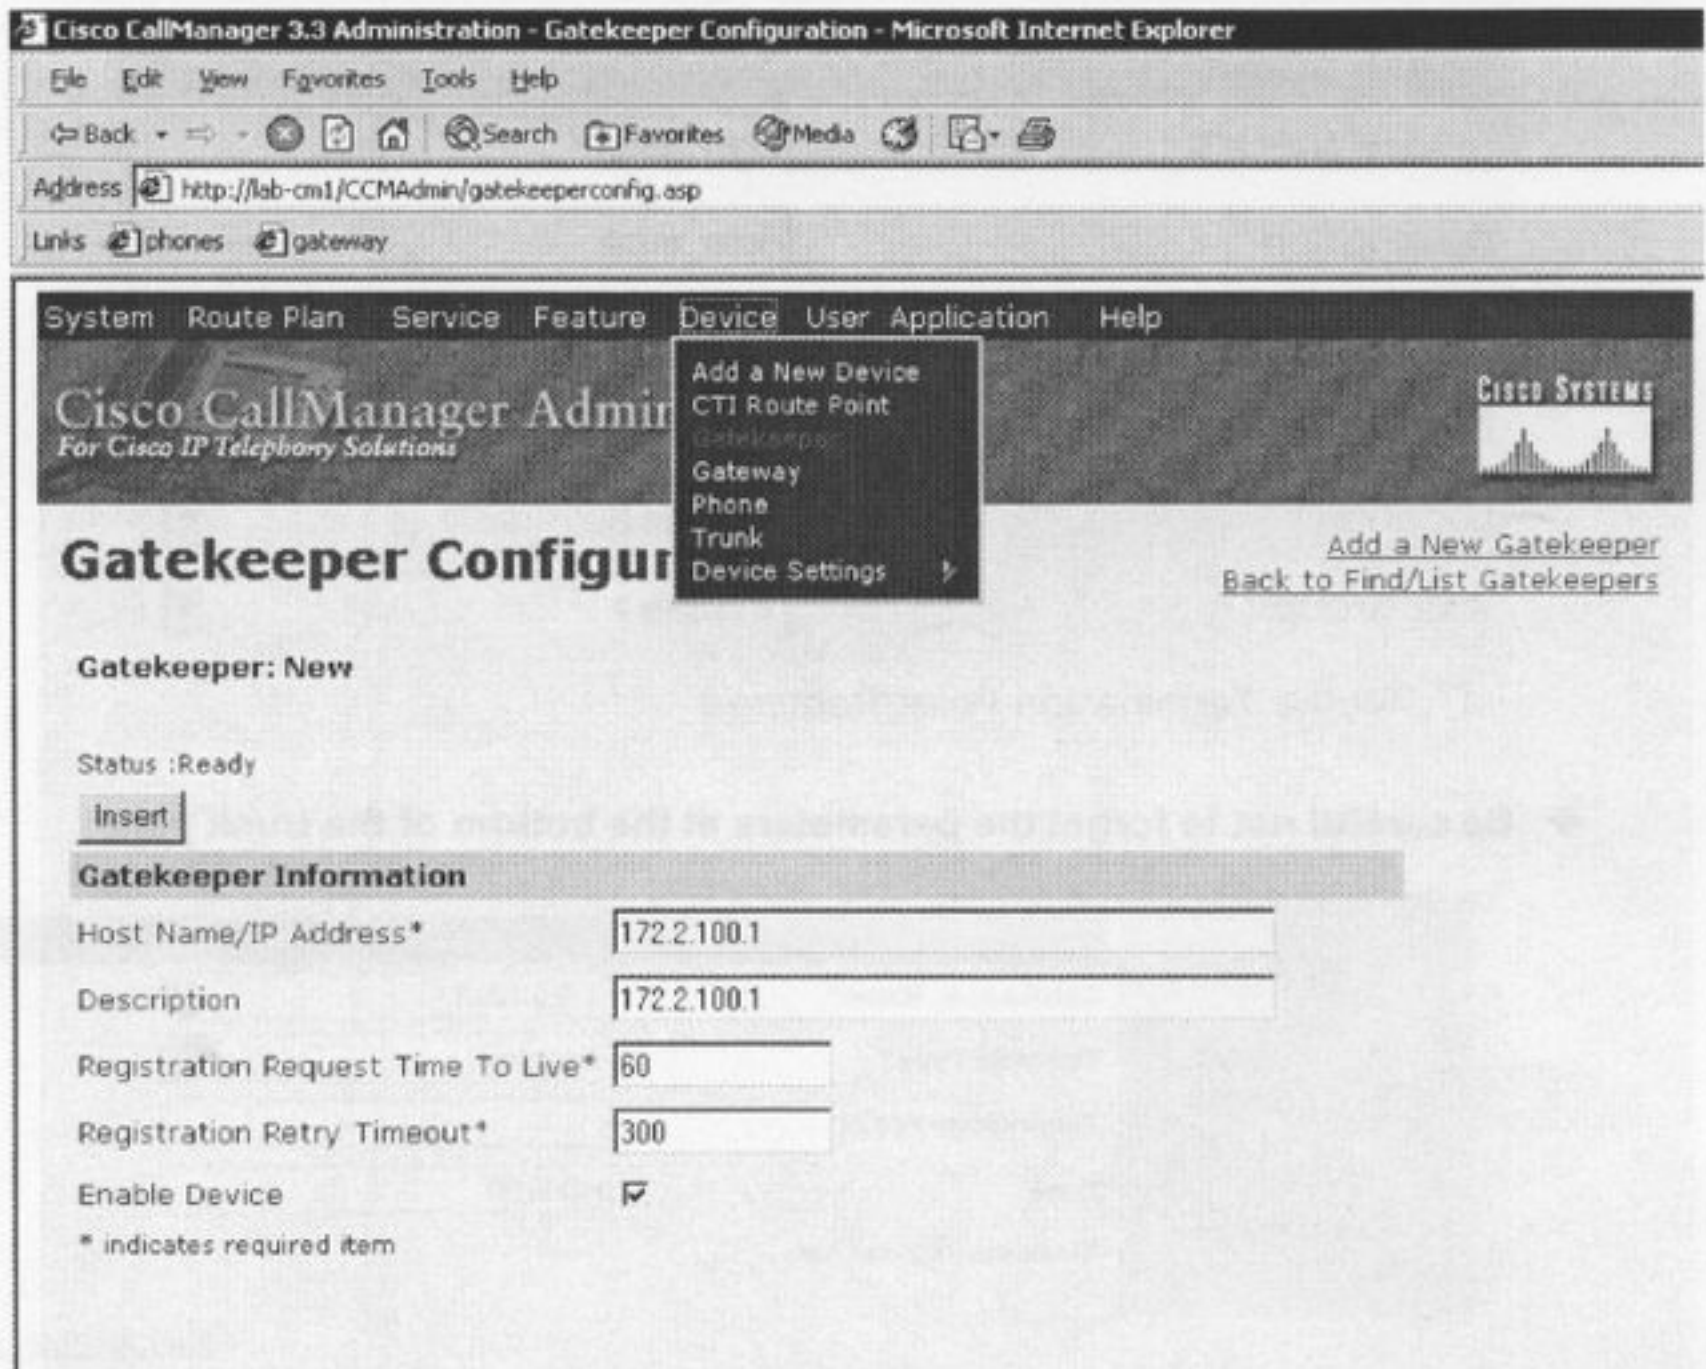 Cisco CallManager 3.3 Administration - Gatekeeper Configuration - Microsoft Internet Explorer
File Edit View Favorites Tools Help
Back Search Favorites Media
Address http://lab-cm1/CCMAdmin/gatekeeperconfig.asp
Links phones gateway
System Route Plan Service Feature Device User Application Help
Add a New Device
CTI Route Point
Gatekeepe
Gateway
Phone
Trunk
Device Settings
Cisco CallManager Admin
For Cisco IP Telephony Solutions
CISCO SYSTEMS
Gatekeeper Configur
Add a New Gatekeeper
Back to Find/List Gatekeepers
Gatekeeper: New
Status :Ready
Insert
Gatekeeper Information
Host Name/IP Address* 172.2.100.1
Description 172.2.100.1
Registration Request Time To Live* 60
Registration Retry Timeout* 300
Enable Device
* indicates required item